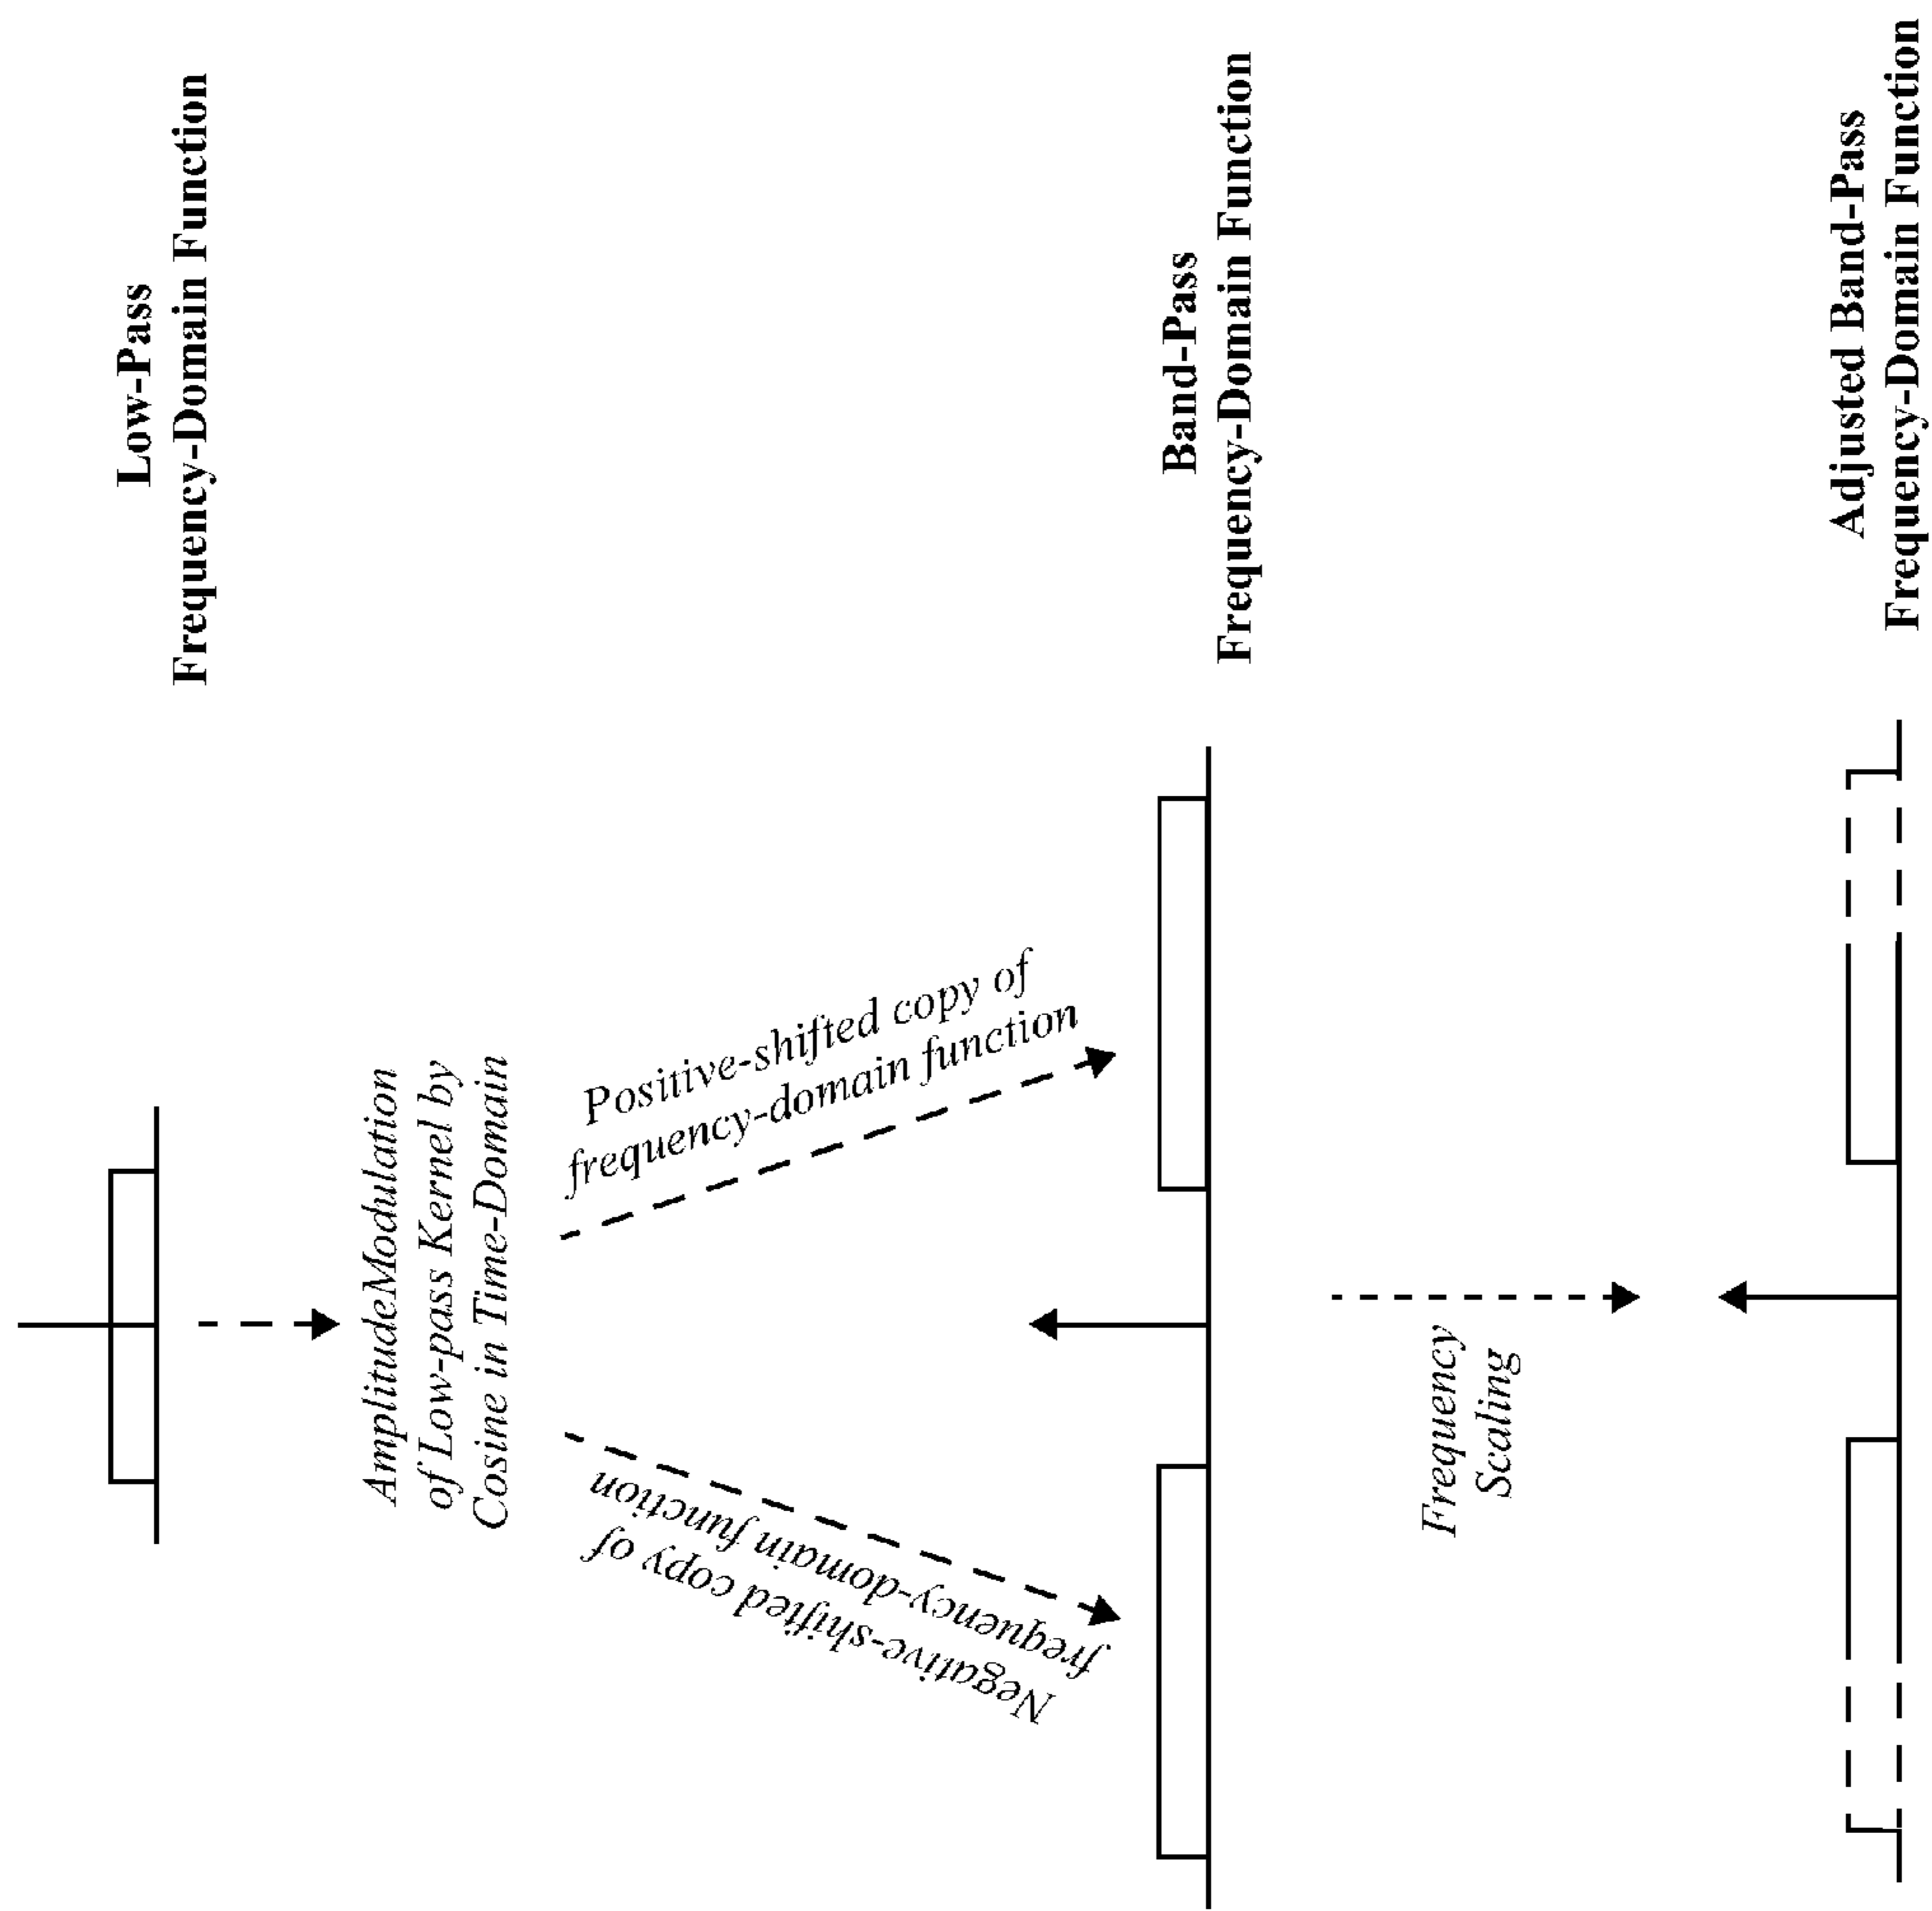 Low-Pass
Frequency-Domain Function
AmplitudeModulation
of Low-pass Kernel by
Cosine in Time-Domain
Positive-shifted copy of
frequency-domain function
Negative-shifted copy of
frequency-domain function
Band-Pass
Frequency-Domain Function
Frequency
Scaling
Adjusted Band-Pass
Frequency-Domain Function